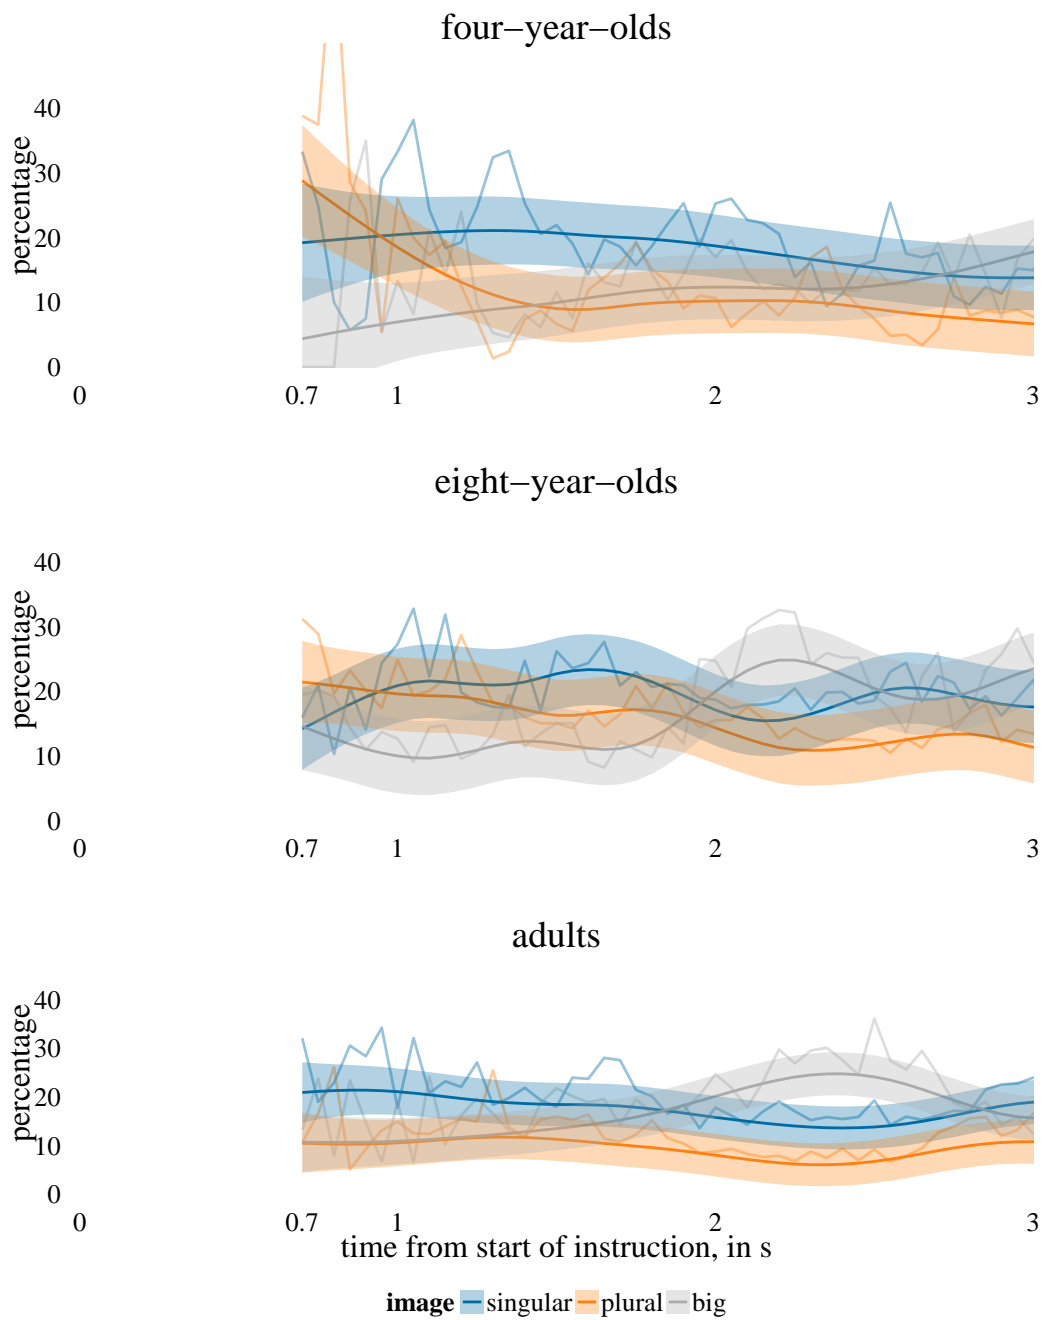 four−year−olds
percentage
40
30
20
10
0
0 0.7 1 2 3
eight−year−olds
percentage
40
30
20
10
0
0 0.7 1 2 3
adults
percentage
40
30
20
10
0
0 0.7 1 2 3
time from start of instruction, in s
image singular plural big